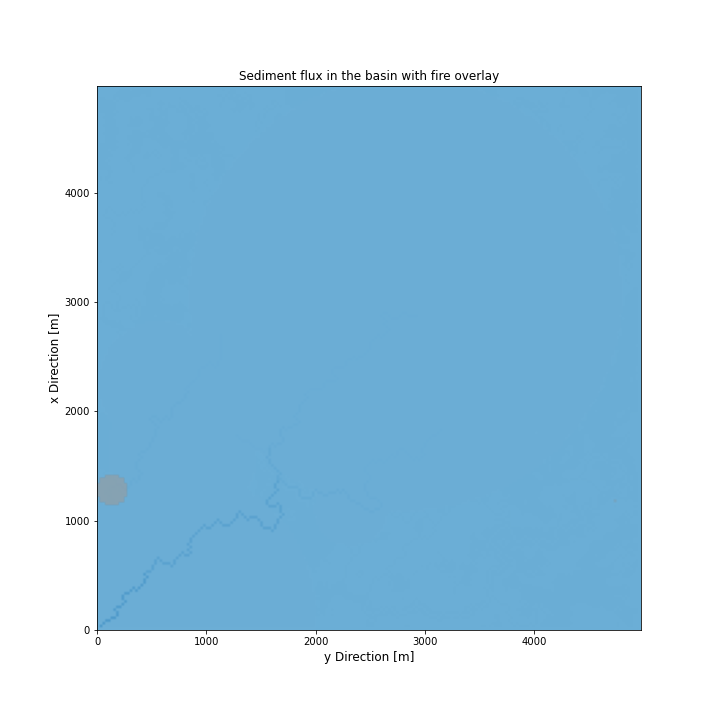 Sediment flux in the basin with fire overlay
4000
3000
2000
1000
0
x Direction [m]
0 1000 2000 3000 4000
y Direction [m]